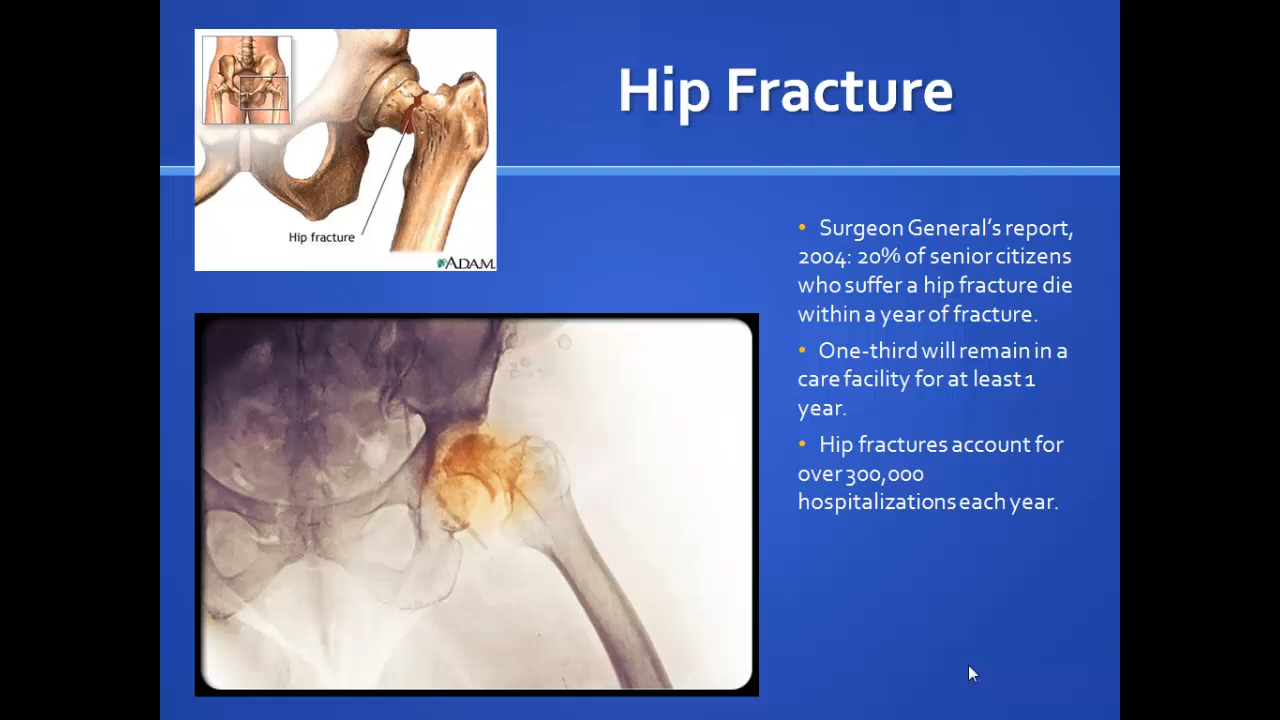 Hip Fracture
Hip fracture
ADAM.
• Surgeon General's report,
2004: 20% of senior citizens
who suffer a hip fracture die
within a year of fracture.
• One-third will remain in a
care facility for at least 1
year.
• Hip fractures account for
over 300,000
hospitalizations each year.